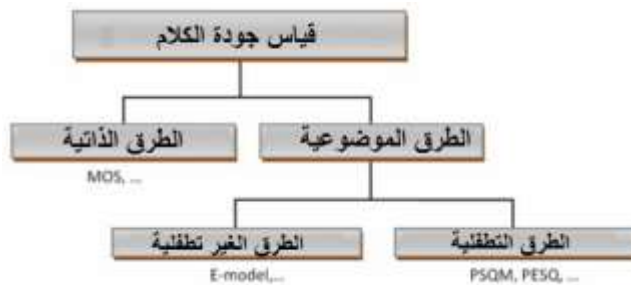 قياس جودة الكلام
الطرق الموضوعية
الطرق الذاتية
MOS, ...
الطرق التطفلية
الطرق الغير تطفلية
PSQM, PESQ, ...
E-model,...